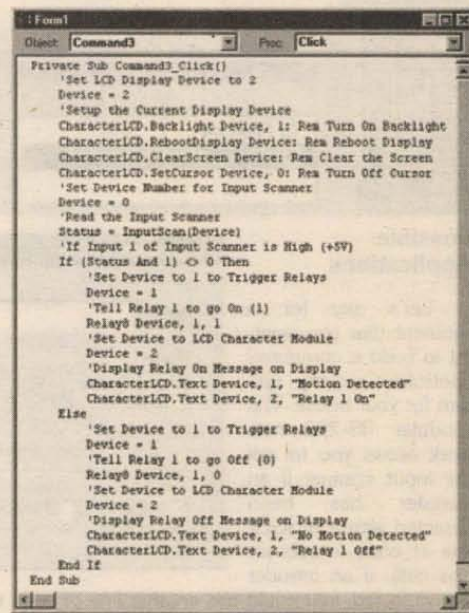 Form1
Object: Command3 Proc: Click
Private Sub Command3_Click()
'Set LCD Display Device to 2
Device = 2
'Setup the Current Display Device
CharacterLCD.Backlight Device, 1: Rem Turn On Backlight
CharacterLCD.RebootDisplay Device: Rem Reboot Display
CharacterLCD.ClearScreen Device: Rem Clear the Screen
CharacterLCD.SetCursor Device, 0: Rem Turn Off Cursor
'Set Device Number for Input Scanner
Device = 0
'Read the Input Scanner
Status = InputScan(Device)
'If Input 1 of Input Scanner is High (+5V)
If (Status And 1) <> 0 Then
'Set Device to 1 to Trigger Relays
Device = 1
'Tell Relay 1 to go On (1)
Relay8 Device, 1, 1
'Set Device to LCD Character Module
Device = 2
'Display Relay On Message on Display
CharacterLCD.Text Device, 1, "Motion Detected"
CharacterLCD.Text Device, 2, "Relay 1 On"
Else
'Set Device to 1 to Trigger Relays
Device = 1
'Tell Relay 1 to go Off (0)
Relay8 Device, 1, 0
'Set Device to LCD Character Module
Device = 2
'Display Relay Off Message on Display
CharacterLCD.Text Device, 1, "No Motion Detected"
CharacterLCD.Text Device, 2, "Relay 1 Off"
End If
End Sub